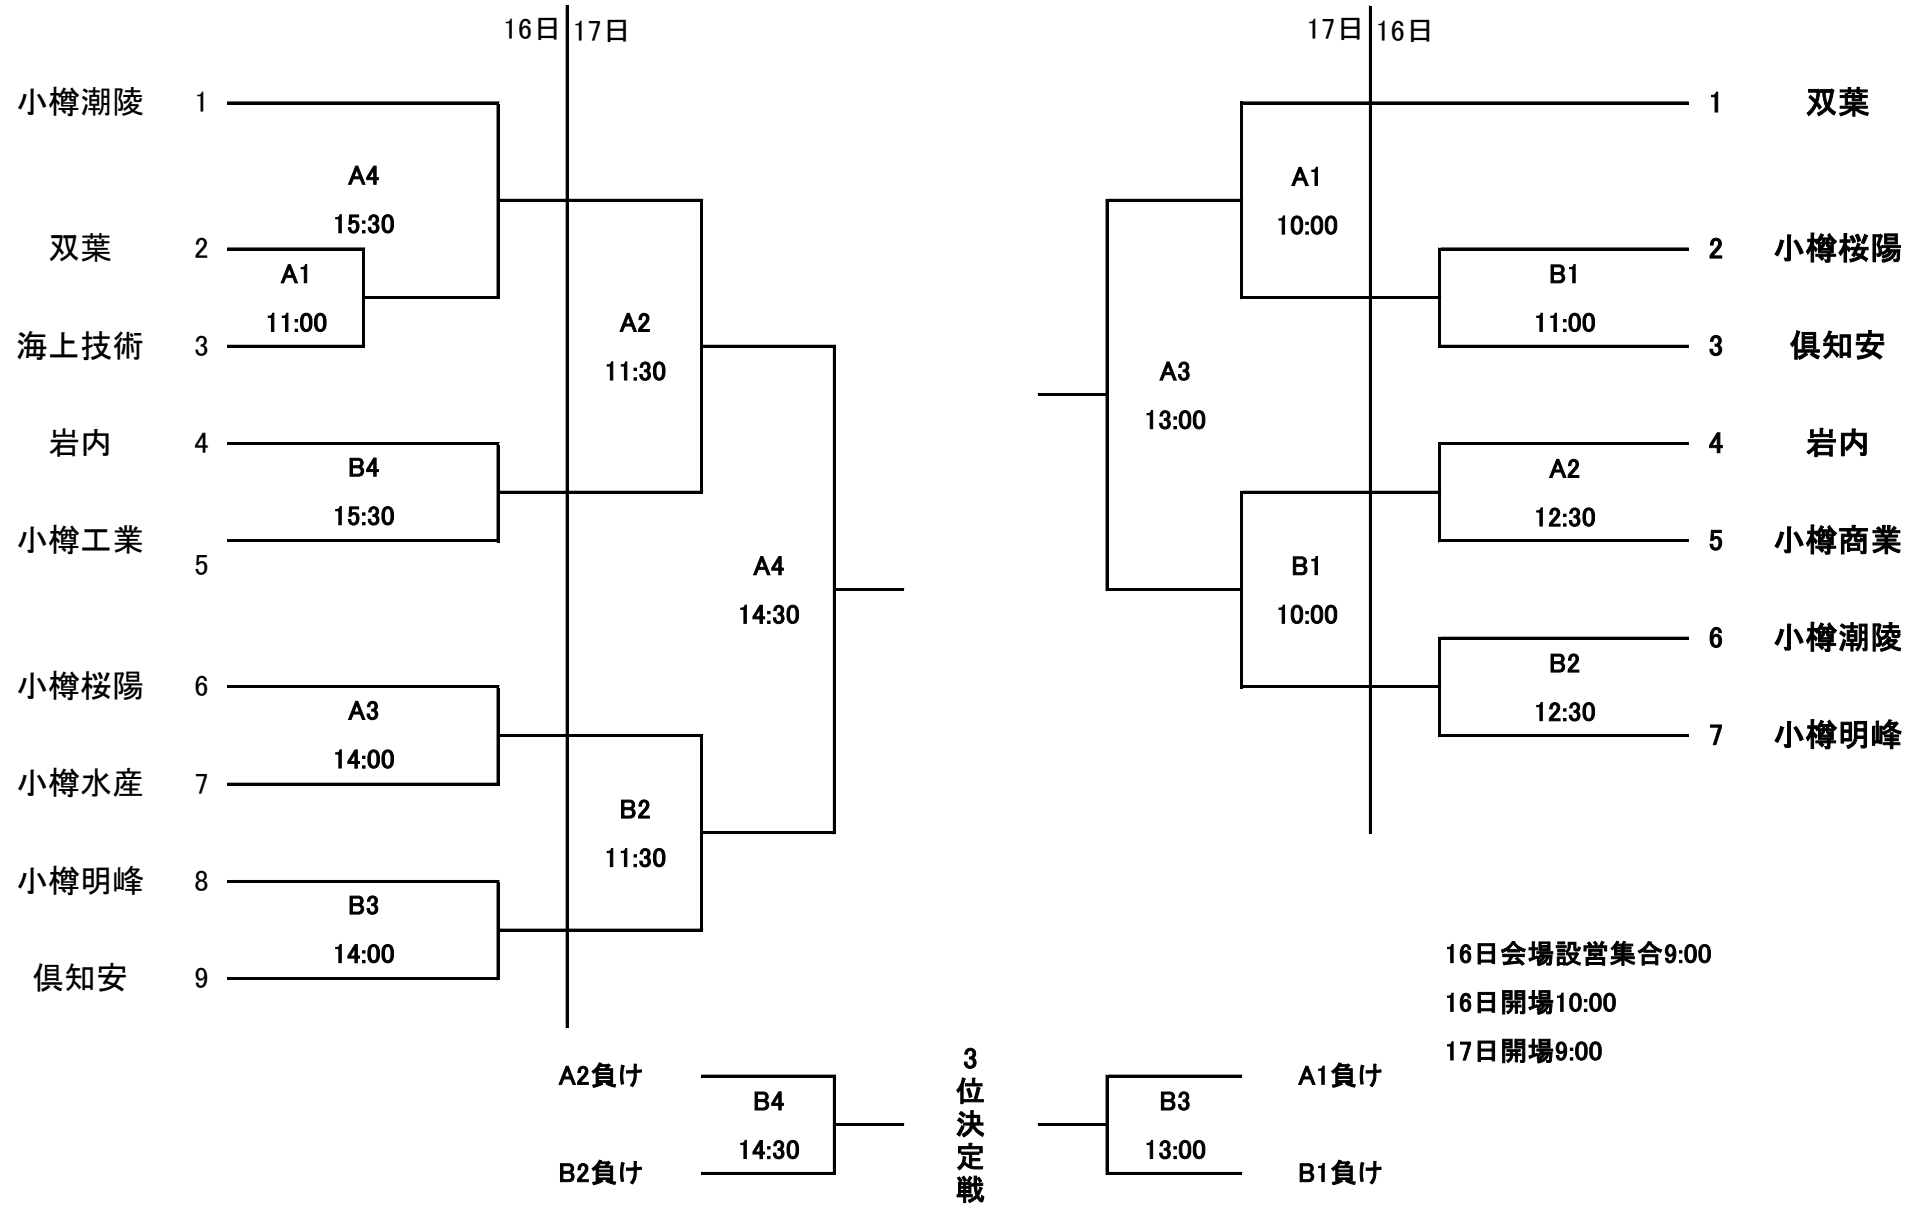 16日 17日
17日 16日
小樽潮陵 1
A4
15:30
双葉 2
A1
11:00
海上技術 3
A2
11:30
岩内 4
B4
15:30
小樽工業
5
A4
14:30
小樽桜陽 6
A3
14:00
小樽水産 7
B2
11:30
小樽明峰 8
B3
14:00
倶知安 9
1 双葉
A1
10:00
2 小樽桜陽
B1
11:00
3 倶知安
A3
13:00
4 岩内
A2
12:30
5 小樽商業
B1
10:00
6 小樽潮陵
B2
12:30
7 小樽明峰
16日会場設営集合9:00
16日開場10:00
17日開場9:00
A2負け
B4
14:30
B2負け
3位決定戦
A1負け
B3
13:00
B1負け